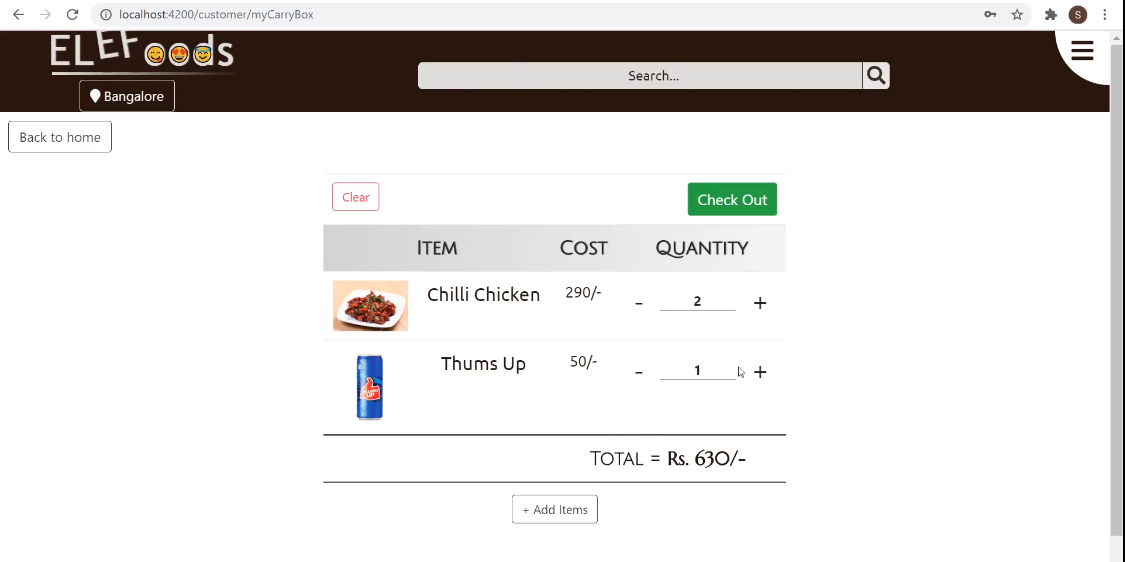 localhost:4200/customer/myCarryBox
S
ELEFoods
Search...
Bangalore
Back to home
Clear
Check Out
Item Cost Quantity
Chilli Chicken 290/- - 2 +
Thums Up 50/- - 1 +
Total = Rs. 630/-
+ Add Items